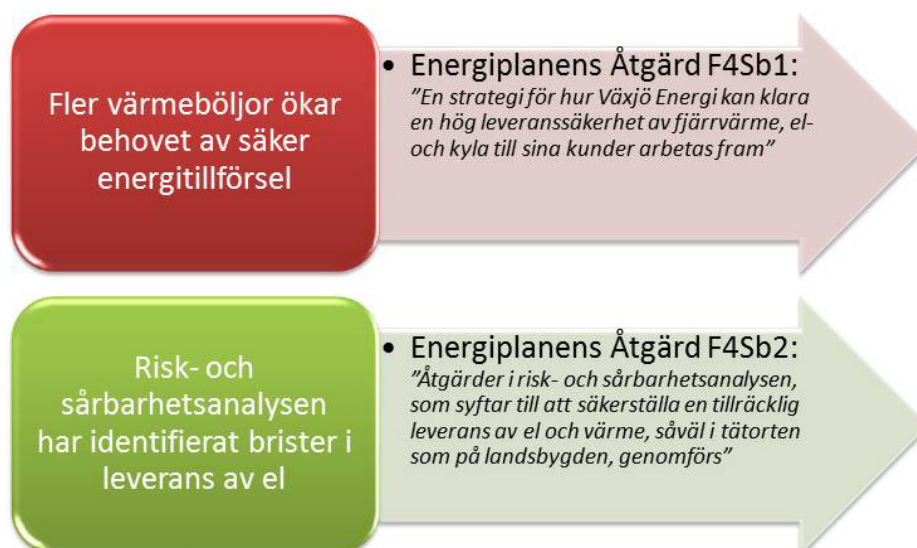 Fler värmeböljor ökar
behovet av säker
energitillförsel
• Energiplanens Åtgärd F4Sb1:
"En strategi för hur Växjö Energi kan klara
en hög leveranssäkerhet av fjärrvärme, el-
och kyla till sina kunder arbetas fram"
Risk- och
sårbarhetsanalysen
har identifierat brister i
leverans av el
• Energiplanens Åtgärd F4Sb2:
"Åtgärder i risk- och sårbarhetsanalysen,
som syftar till att säkerställa en tillräcklig
leverans av el och värme, såväl i tätorten
som på landsbygden, genomförs"